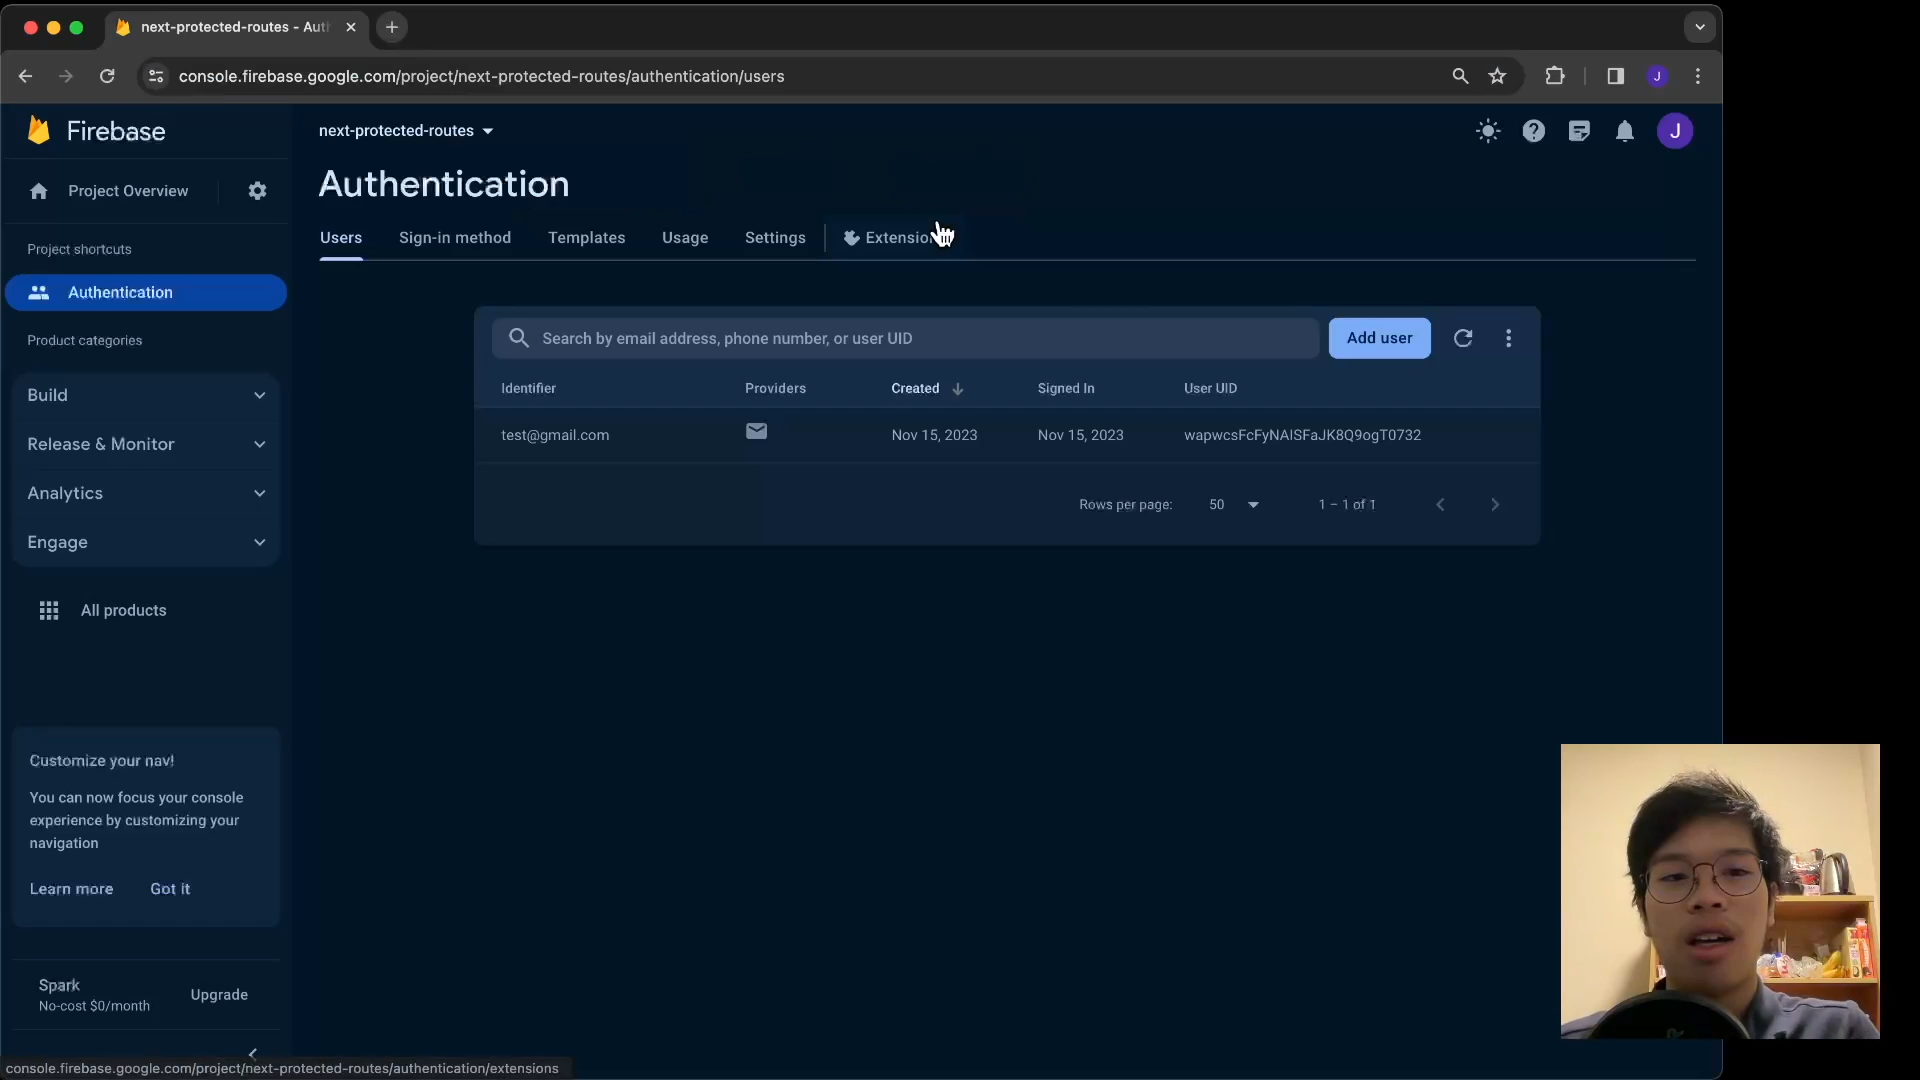 next-protected-routes - Aut
console.firebase.google.com/project/next-protected-routes/authentication/users
J
Firebase
next-protected-routes
J
Project Overview
Authentication
Users
Sign-in method
Templates
Usage
Settings
Extension
Project shortcuts
Authentication
Product categories
Build
Release & Monitor
Analytics
Engage
All products
Search by email address, phone number, or user UID
Add user
Identifier
Providers
Created
Signed In
User UID
test@gmail.com
Nov 15, 2023
Nov 15, 2023
wapwcsFcFyNAISFaJK8Q9ogT0732
Rows per page:
50
1 – 1 of 1
Customize your nav!
You can now focus your console
experience by customizing your
navigation
Learn more
Got it
Spark
No-cost $0/month
Upgrade
console.firebase.google.com/project/next-protected-routes/authentication/extensions